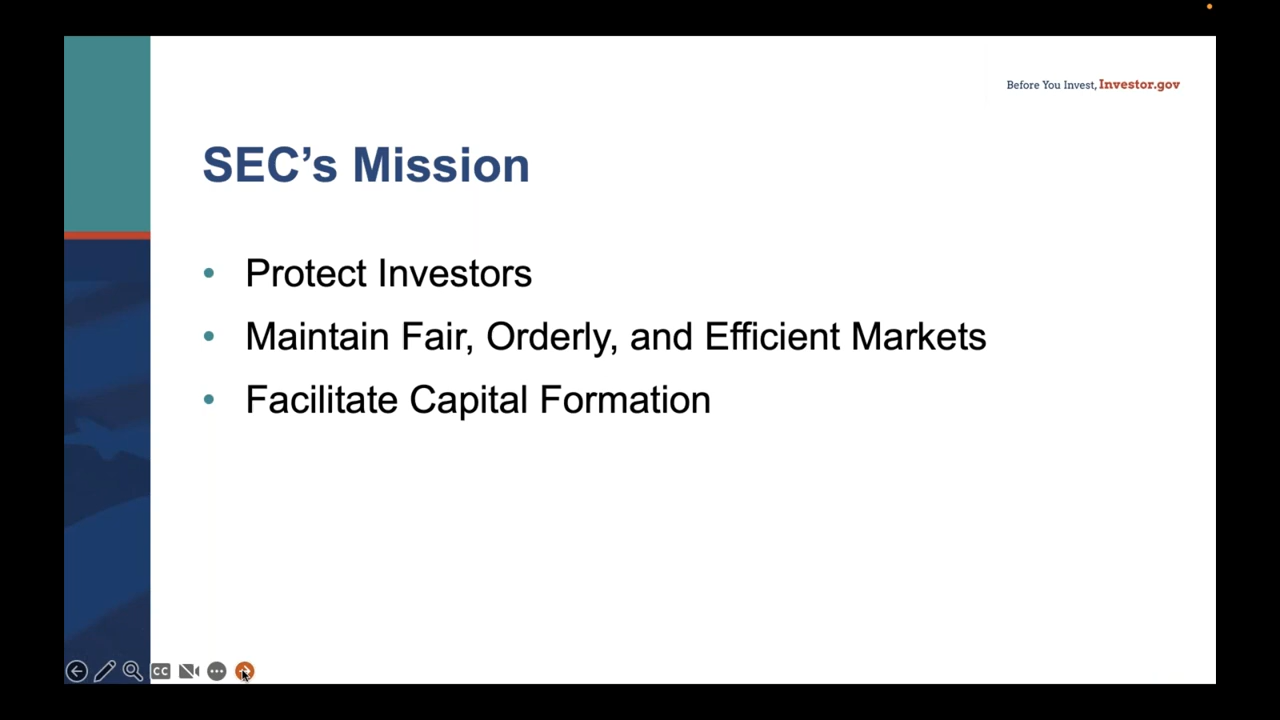 Before You Invest, Investor.gov
SEC’s Mission
• Protect Investors
• Maintain Fair, Orderly, and Efficient Markets
• Facilitate Capital Formation
CC